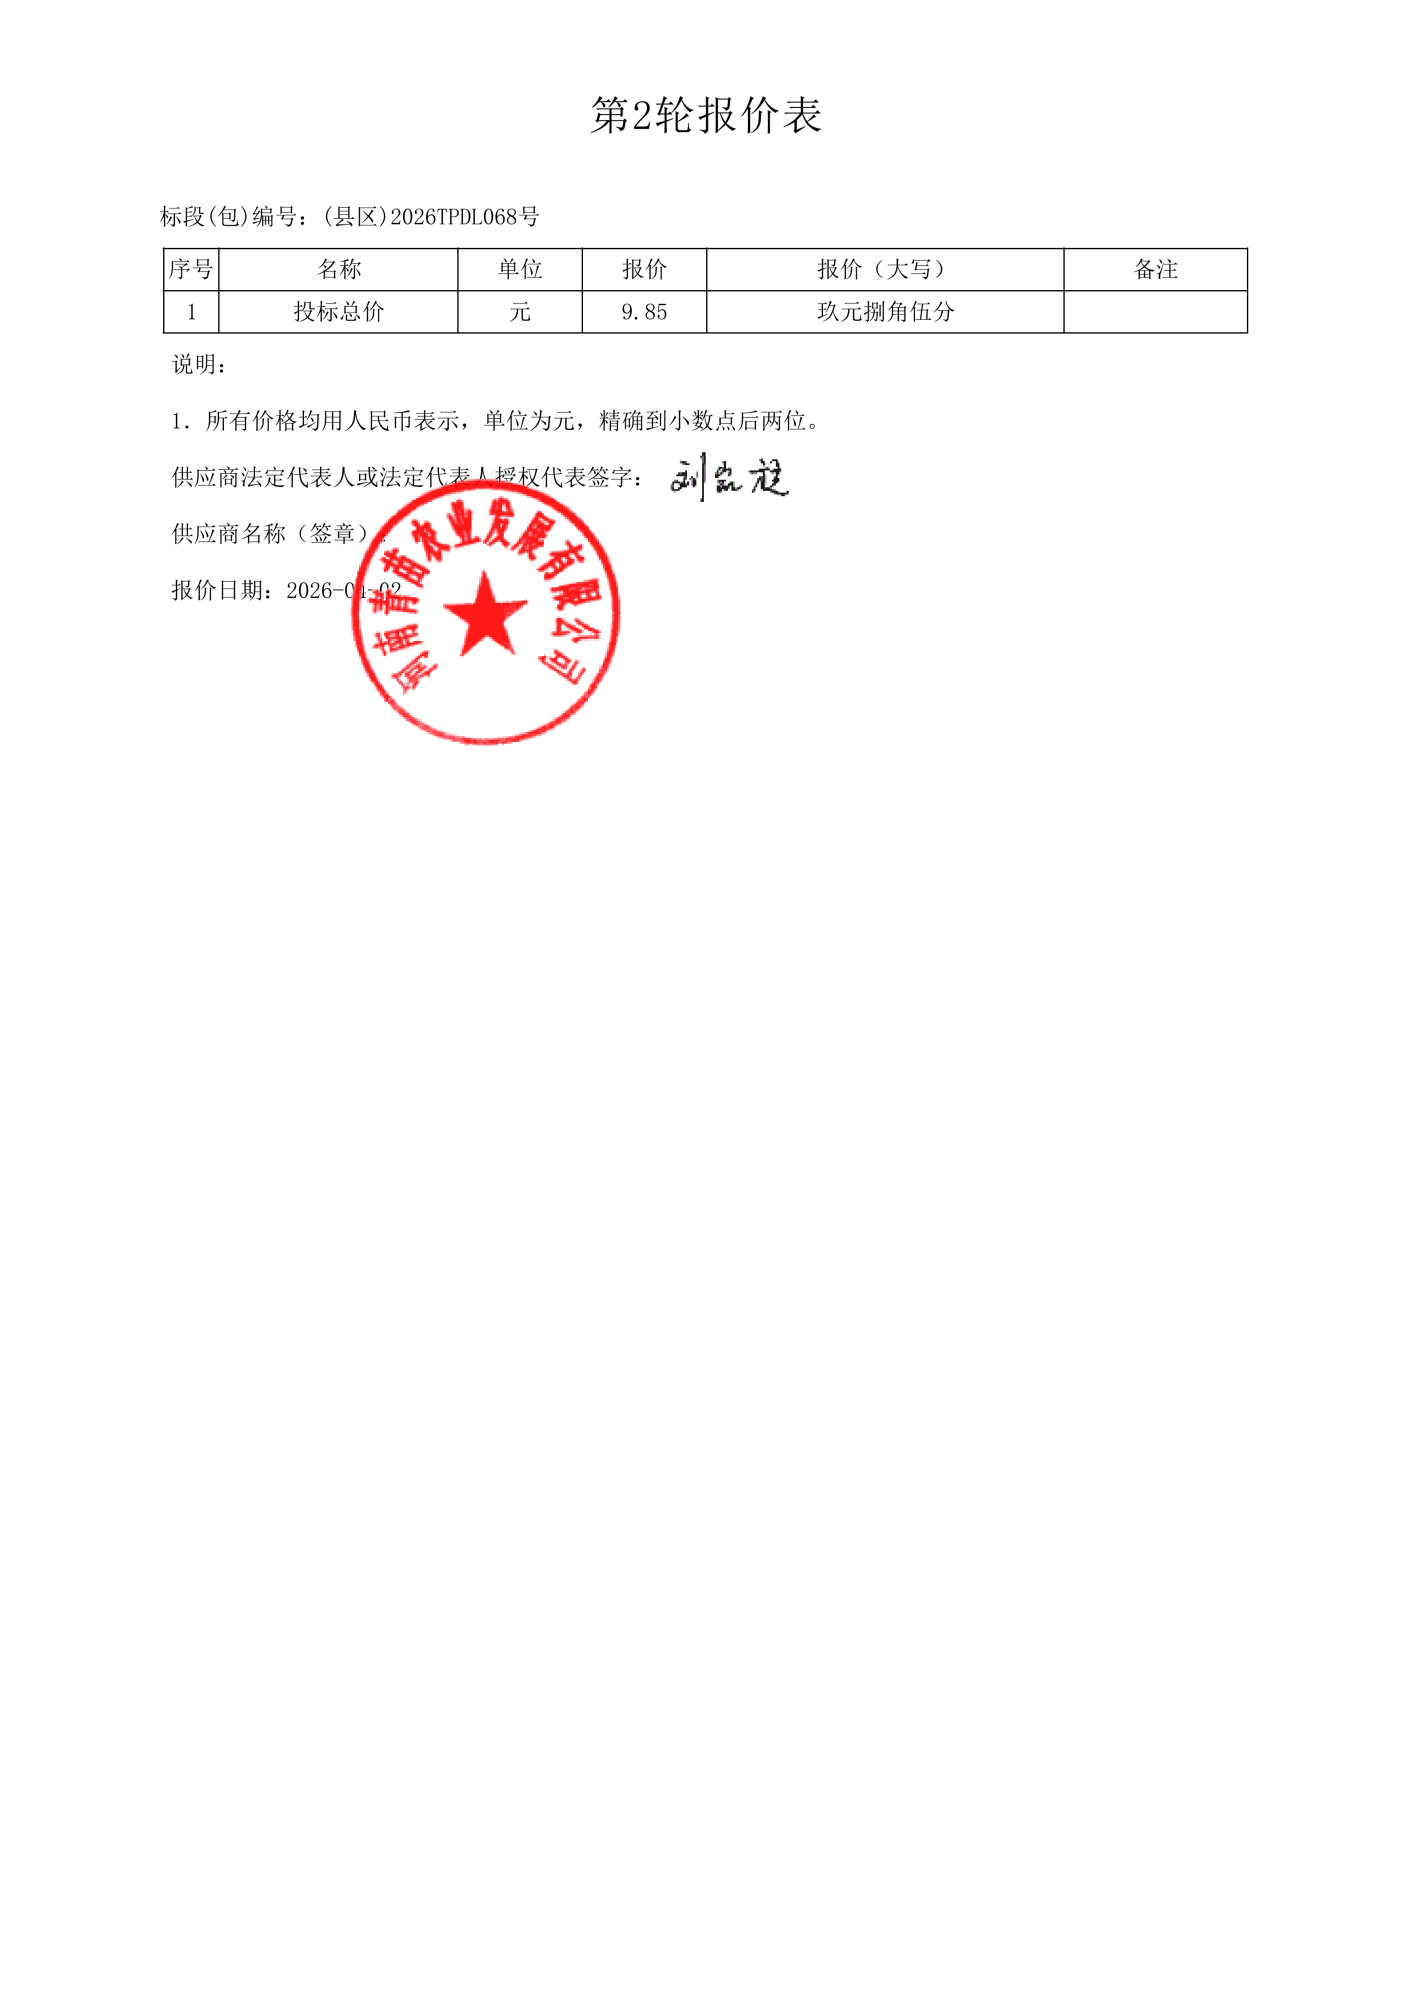 第2轮报价表
标段(包)编号：(县区)2026TPDL068号
序号 名称 单位 报价 报价（大写） 备注
1 投标总价 元 9.85 玖元捌角伍分
说明：
1. 所有价格均用人民币表示，单位为元，精确到小数点后两位。
供应商法定代表人或法定代表人授权代表签字：
供应商名称（签章）：
报价日期：2026-04-02
河南青苗农业发展有限公司